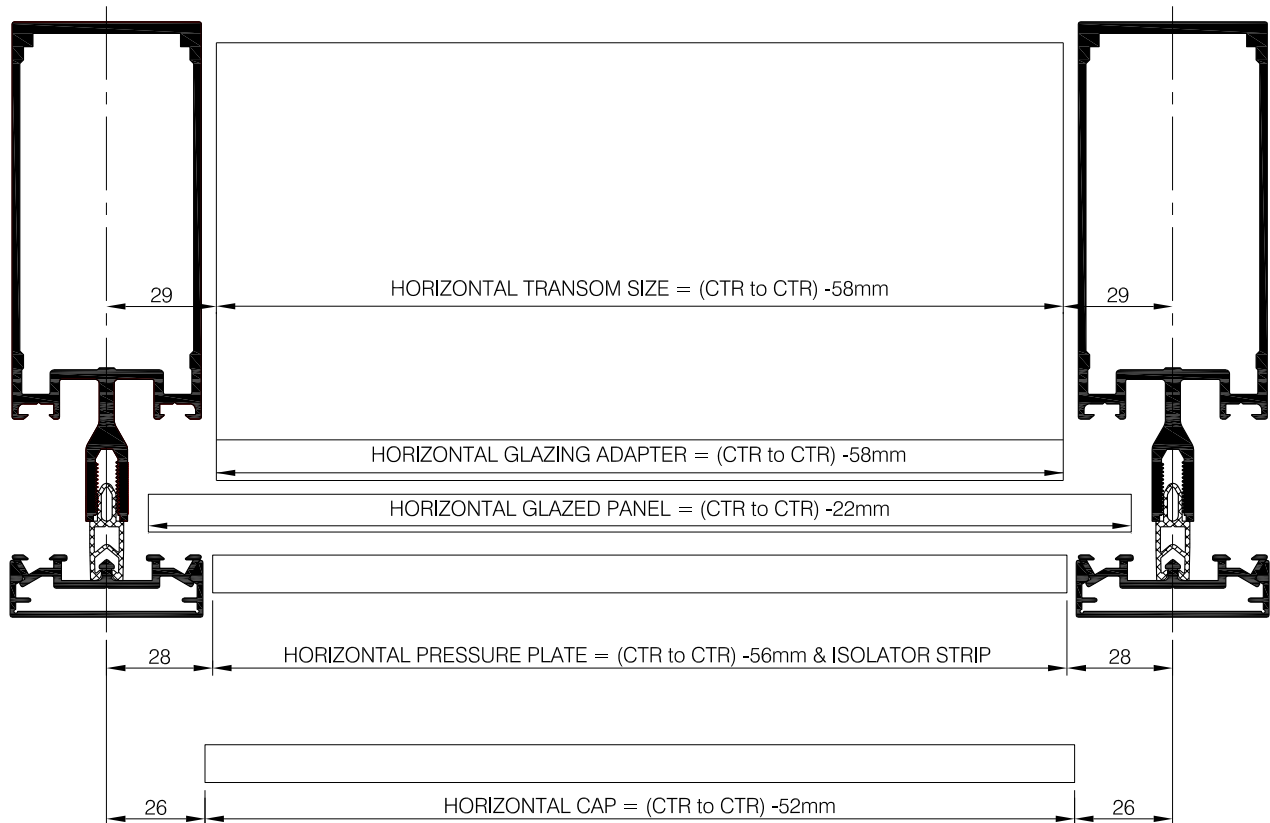 29
HORIZONTAL TRANSOM SIZE = (CTR to CTR) -58mm
29
HORIZONTAL GLAZING ADAPTER = (CTR to CTR) -58mm
HORIZONTAL GLAZED PANEL = (CTR to CTR) -22mm
28
HORIZONTAL PRESSURE PLATE = (CTR to CTR) -56mm & ISOLATOR STRIP
28
26
HORIZONTAL CAP = (CTR to CTR) -52mm
26